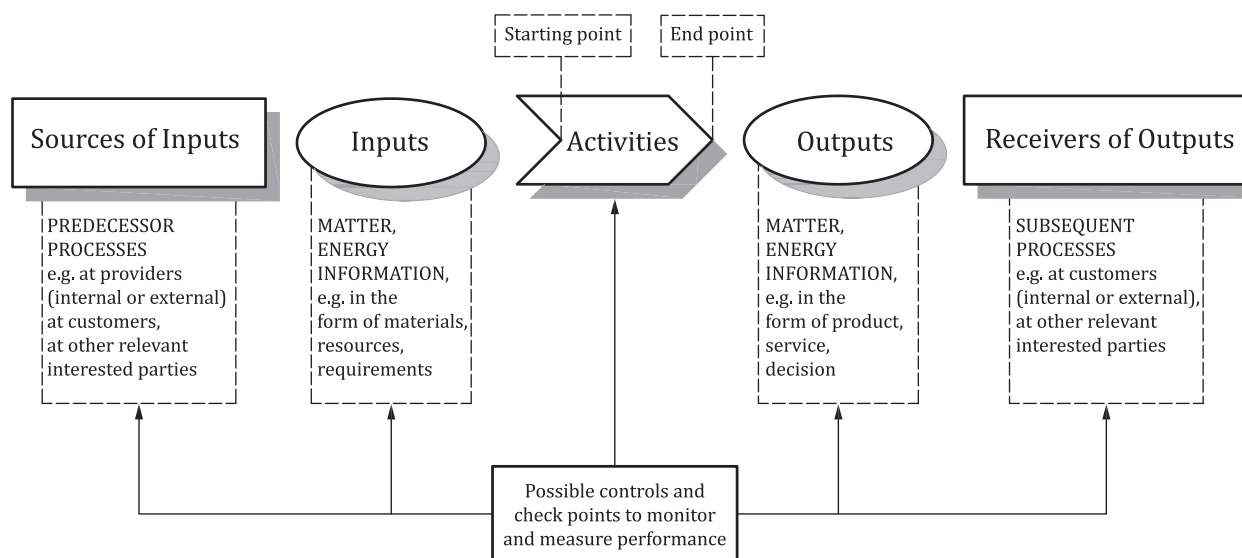 Starting point
End point
Sources of Inputs
Inputs
Activities
Outputs
Receivers of Outputs
PREDECESSOR
PROCESSES
e.g. at providers
(internal or external)
at customers,
at other relevant
interested parties
MATTER,
ENERGY
INFORMATION,
e.g. in the
form of materials,
resources,
requirements
MATTER,
ENERGY
INFORMATION,
e.g. in the
form of product,
service,
decision
SUBSEQUENT
PROCESSES
e.g. at customers
(internal or external),
at other relevant
interested parties
Possible controls and
check points to monitor
and measure performance